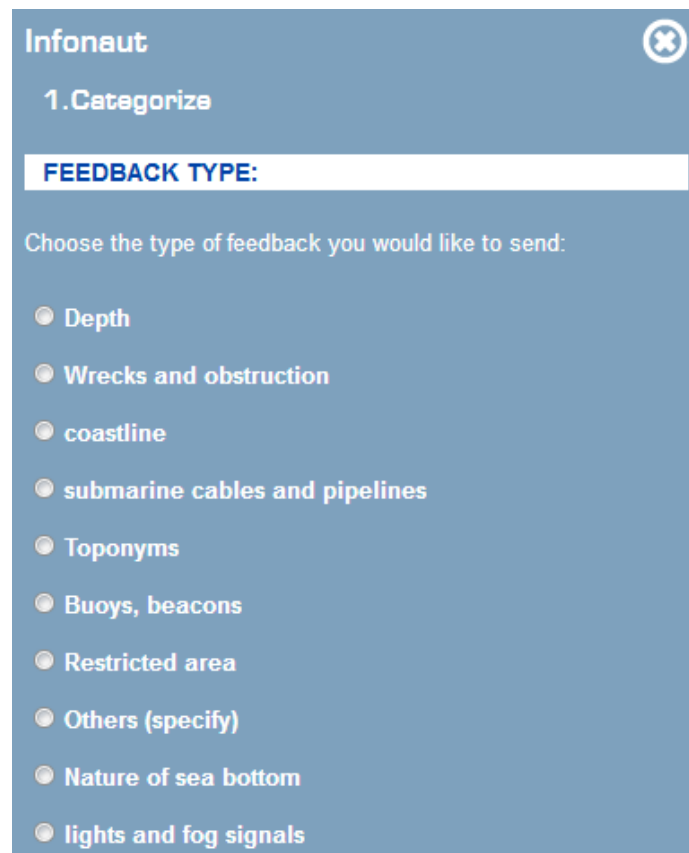 Infonaut
1.Categorize
FEEDBACK TYPE:
Choose the type of feedback you would like to send:
Depth
Wrecks and obstruction
coastline
submarine cables and pipelines
Toponyms
Buoys, beacons
Restricted area
Others (specify)
Nature of sea bottom
lights and fog signals